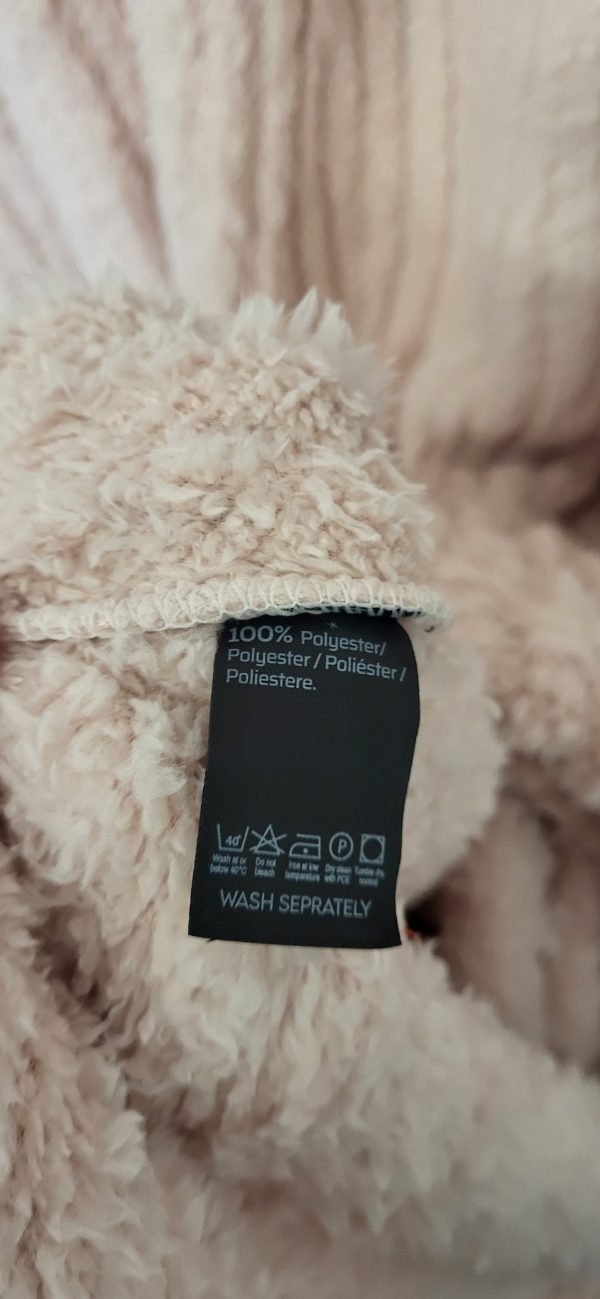 100% Polyester/
Polyester / Poliéster /
Poliestere.
40°
P
Wash at or Do not Iron at low Dry clean Tumble dry,
below 40°C bleach temperature with PCE normal
WASH SEPRATELY